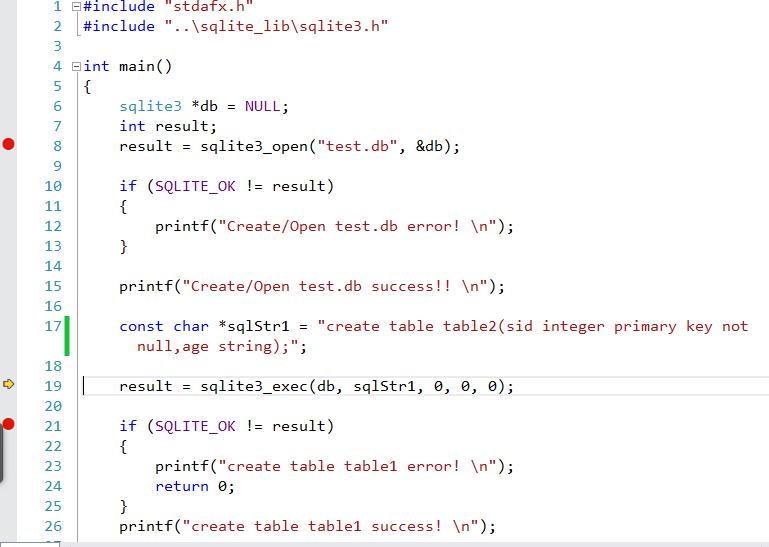 1 #include "stdafx.h"
2 #include "..\sqlite_lib\sqlite3.h"
3
4 int main()
5 {
6 sqlite3 *db = NULL;
7 int result;
8 result = sqlite3_open("test.db", &db);
9
10 if (SQLITE_OK != result)
11 {
12 printf("Create/Open test.db error! \n");
13 }
14
15 printf("Create/Open test.db success!! \n");
16
17 const char *sqlStr1 = "create table table2(sid integer primary key not
null,age string);";
18
19 result = sqlite3_exec(db, sqlStr1, 0, 0, 0);
20
21 if (SQLITE_OK != result)
22 {
23 printf("create table table1 error! \n");
24 return 0;
25 }
26 printf("create table table1 success! \n");